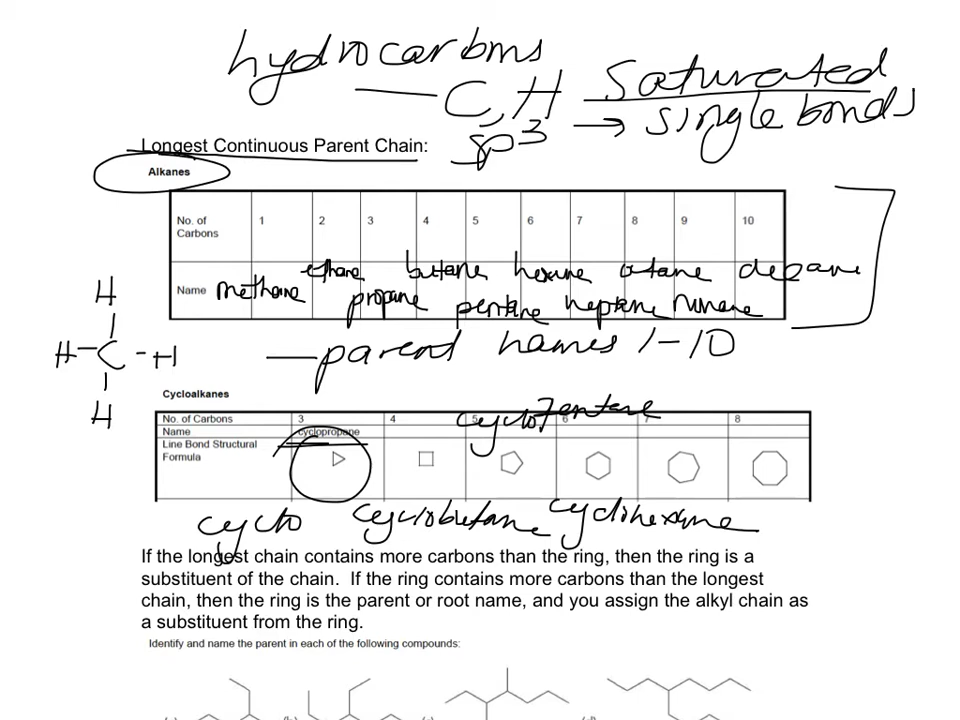 hydrocarbons
— C, H saturated
sp3 → single bonds
Longest Continuous Parent Chain:
Alkanes
No. of Carbons 1 2 3 4 5 6 7 8 9 10
ethane butane hexane octane decane
Name methane propane pentane heptane nonane
H
H-C-H
H
— parent names 1-10
Cycloalkanes
No. of Carbons 3 4 5 6 7 8
Name cyclopropane cyclopentane
Line Bond Structural
Formula
cyclo cyclobutane cyclohexane
If the longest chain contains more carbons than the ring, then the ring is a
substituent of the chain. If the ring contains more carbons than the longest
chain, then the ring is the parent or root name, and you assign the alkyl chain as
a substituent from the ring.
Identify and name the parent in each of the following compounds: